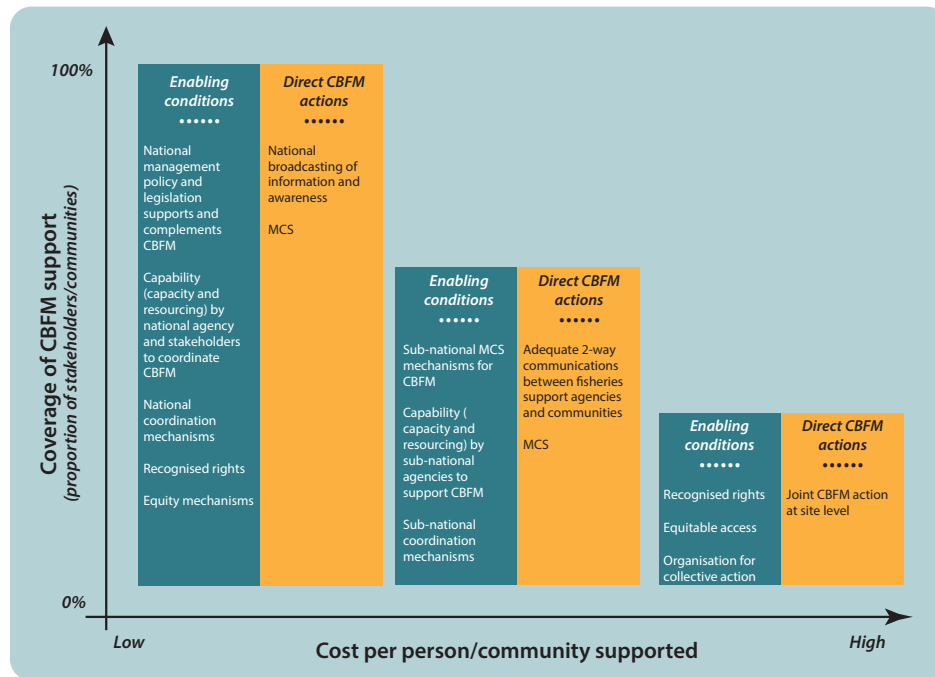 100%
Coverage of CBFM support
(proportion of stakeholders/communities)
0%
Enabling
conditions
••••••
National
management
policy and
legislation
supports and
complements
CBFM
Capability
(capacity and
resourcing) by
national agency
and stakeholders
to coordinate
CBFM
National
coordination
mechanisms
Recognised rights
Equity mechanisms
Direct CBFM
actions
••••••
National
broadcasting of
information and
awareness
MCS
Enabling
conditions
••••••
Sub-national MCS
mechanisms for
CBFM
Capability (
capacity and
resourcing) by
sub-national
agencies to
support CBFM
Sub-national
coordination
mechanisms
Direct CBFM
actions
••••••
Adequate 2-way
communications
between fisheries
support agencies
and communities
MCS
Enabling
conditions
••••••
Recognised rights
Equitable access
Organisation for
collective action
Direct CBFM
actions
••••••
Joint CBFM action
at site level
Low
Cost per person/community supported
High